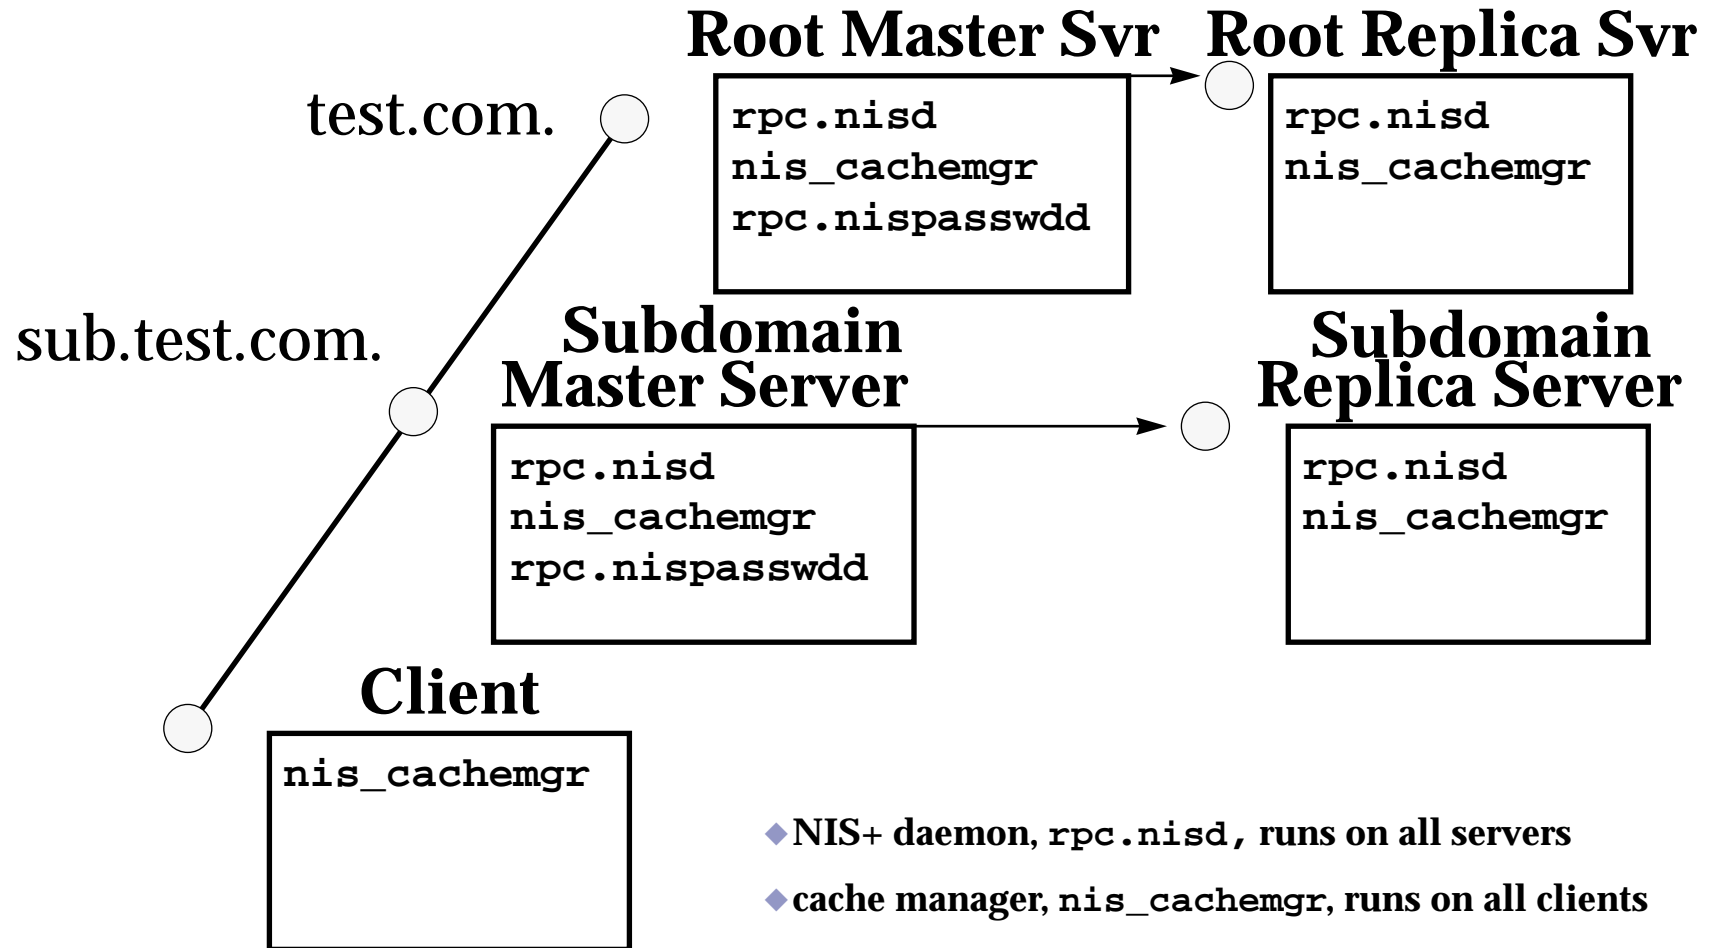 Root Master Svr
Root Replica Svr
test.com.
rpc.nisd
nis_cachemgr
rpc.nispasswdd
rpc.nisd
nis_cachemgr
sub.test.com.
Subdomain
Master Server
Subdomain
Replica Server
rpc.nisd
nis_cachemgr
rpc.nispasswdd
rpc.nisd
nis_cachemgr
Client
nis_cachemgr
NIS+ daemon, rpc.nisd, runs on all servers
cache manager, nis_cachemgr, runs on all clients